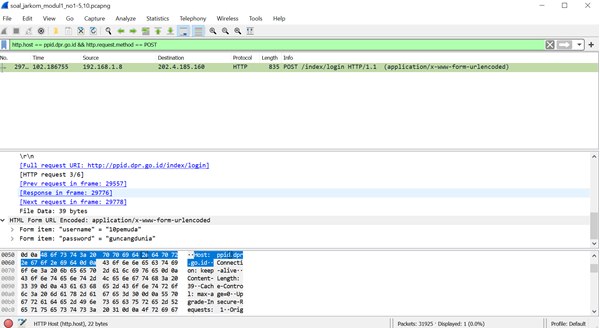 soal_jarkom_modul1_no1-5,10.pcapng
File Edit View Go Capture Analyze Statistics Telephony Wireless Tools Help
http.host == ppid.dpr.go.id && http.request.method == POST
No. Time Source Destination Protocol Length Info
297… 102.186755 192.168.1.8 202.4.185.160 HTTP 835 POST /index/login HTTP/1.1 (application/x-www-form-urlencoded)
\r\n
[Full request URI: http://ppid.dpr.go.id/index/login]
[HTTP request 3/6]
[Prev request in frame: 29557]
[Response in frame: 29776]
[Next request in frame: 29778]
File Data: 39 bytes
HTML Form URL Encoded: application/x-www-form-urlencoded
Form item: "username" = "10pemuda"
Form item: "password" = "guncangdunia"
0050 0d 0a 48 6f 73 74 3a 20 70 70 69 64 2e 64 70 72 ··Host: ppid.dpr
0060 2e 67 6f 2e 69 64 0d 0a 43 6f 6e 6e 65 63 74 69 .go.id·· Connecti
0070 6f 6e 3a 20 6b 65 65 70 2d 61 6c 69 76 65 0d 0a on: keep -alive··
0080 43 6f 6e 74 65 6e 74 2d 4c 65 6e 67 74 68 3a 20 Content- Length:
0090 33 39 0d 0a 43 61 63 68 65 2d 43 6f 6e 74 72 6f 39··Cach e-Contro
00a0 6c 3a 20 6d 61 78 2d 61 67 65 3d 30 0d 0a 55 70 l: max-a ge=0··Up
00b0 67 72 61 64 65 2d 49 6e 73 65 63 75 72 65 2d 52 grade-In secure-R
00c0 65 71 75 65 73 74 73 3a 20 31 0d 0a 4f 72 69 67 equests: 1··Orig
HTTP Host (http.host), 22 bytes
Packets: 31925 · Displayed: 1 (0.0%)
Profile: Default